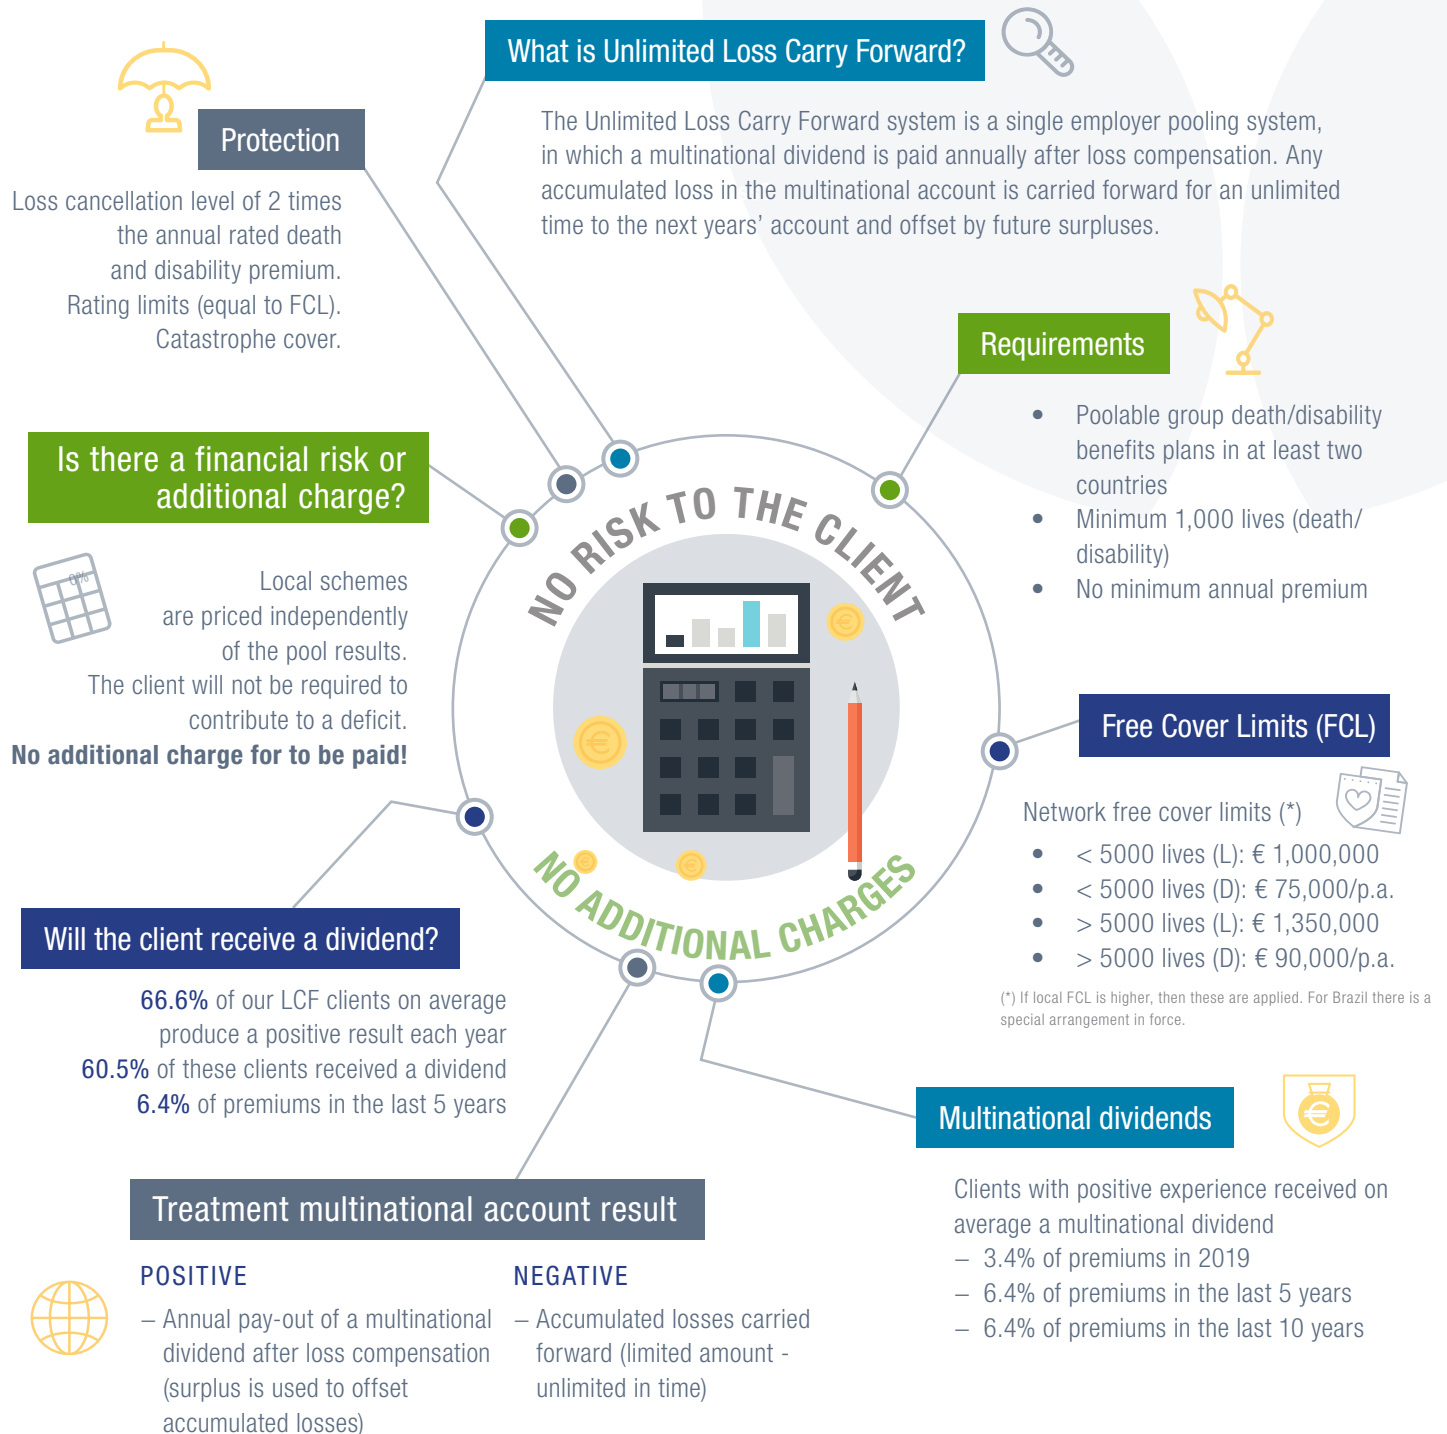 What is Unlimited Loss Carry Forward?
The Unlimited Loss Carry Forward system is a single employer pooling system,
in which a multinational dividend is paid annually after loss compensation. Any
accumulated loss in the multinational account is carried forward for an unlimited
time to the next years’ account and offset by future surpluses.
Protection
Loss cancellation level of 2 times
the annual rated death
and disability premium.
Rating limits (equal to FCL).
Catastrophe cover.
Requirements
• Poolable group death/disability
benefits plans in at least two
countries
• Minimum 1,000 lives (death/
disability)
• No minimum annual premium
Is there a financial risk or
additional charge?
0%
Local schemes
are priced independently
of the pool results.
The client will not be required to
contribute to a deficit.
No additional charge for to be paid!
NO RISK TO THE CLIENT
€
€
€
€
NO ADDITIONAL CHARGES
Free Cover Limits (FCL)
Network free cover limits (*)
• < 5000 lives (L): € 1,000,000
• < 5000 lives (D): € 75,000/p.a.
• > 5000 lives (L): € 1,350,000
• > 5000 lives (D): € 90,000/p.a.
(*) If local FCL is higher, then these are applied. For Brazil there is a
special arrangement in force.
Will the client receive a dividend?
66.6% of our LCF clients on average
produce a positive result each year
60.5% of these clients received a dividend
6.4% of premiums in the last 5 years
Multinational dividends
€
Clients with positive experience received on
average a multinational dividend
– 3.4% of premiums in 2019
– 6.4% of premiums in the last 5 years
– 6.4% of premiums in the last 10 years
Treatment multinational account result
POSITIVE
– Annual pay-out of a multinational
dividend after loss compensation
(surplus is used to offset
accumulated losses)
NEGATIVE
– Accumulated losses carried
forward (limited amount -
unlimited in time)